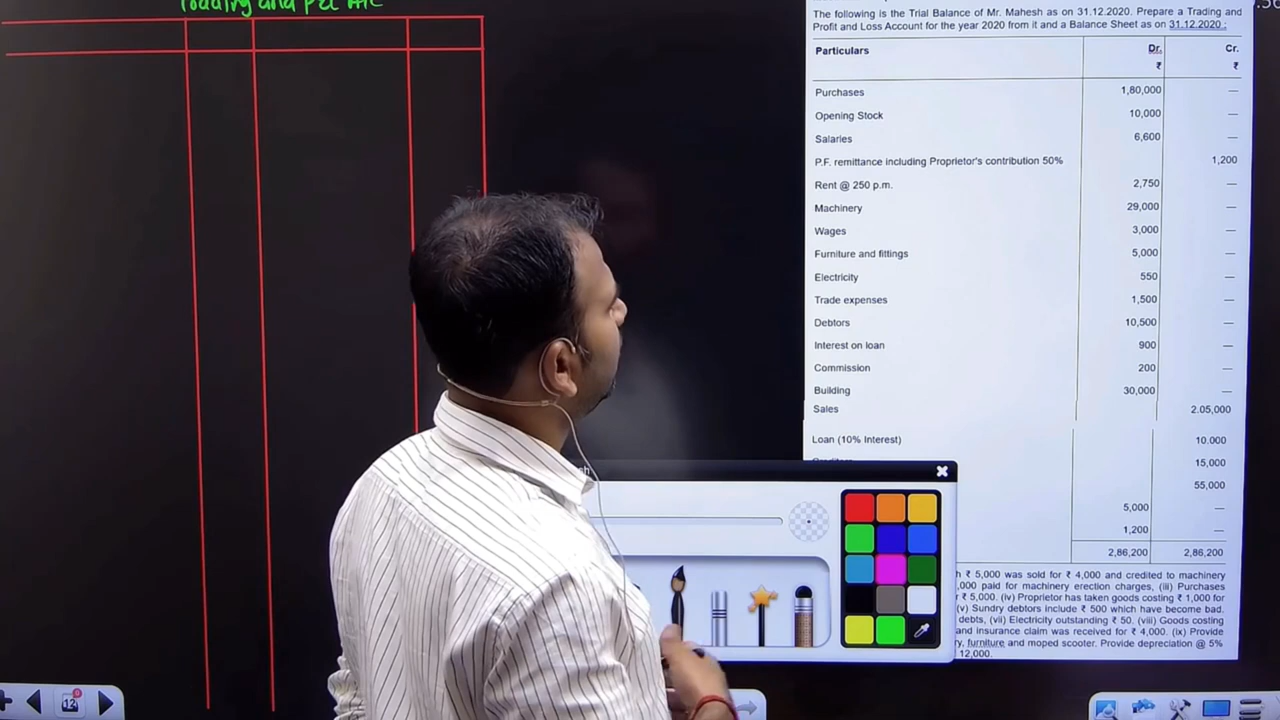 Trading and P&L A/C
The following is the Trial Balance of Mr. Mahesh as on 31.12.2020. Prepare a Trading and
Profit and Loss Account for the year 2020 from it and a Balance Sheet as on 31.12.2020 :
Particulars Dr. Cr.
₹ ₹
Purchases 1,80,000 —
Opening Stock 10,000 —
Salaries 6,600 —
P.F. remittance including Proprietor's contribution 50% 1,200
Rent @ 250 p.m. 2,750 —
Machinery 29,000 —
Wages 3,000 —
Furniture and fittings 5,000 —
Electricity 550 —
Trade expenses 1,500 —
Debtors 10,500 —
Interest on loan 900 —
Commission 200 —
Building 30,000 —
Sales 2.05,000
Loan (10% Interest) 10.000
15,000
55,000
5,000 —
1,200 —
2,86,200 2,86,200
₹ 5,000 was sold for ₹ 4,000 and credited to machinery
,000 paid for machinery erection charges, (iii) Purchases
₹ 5,000. (iv) Proprietor has taken goods costing ₹ 1,000 for
(v) Sundry debtors include ₹ 500 which have become bad.
debts, (vii) Electricity outstanding ₹ 50. (viii) Goods costing
and insurance claim was received for ₹ 4,000. (ix) Provide
furniture and moped scooter. Provide depreciation @ 5%
12,000.
12